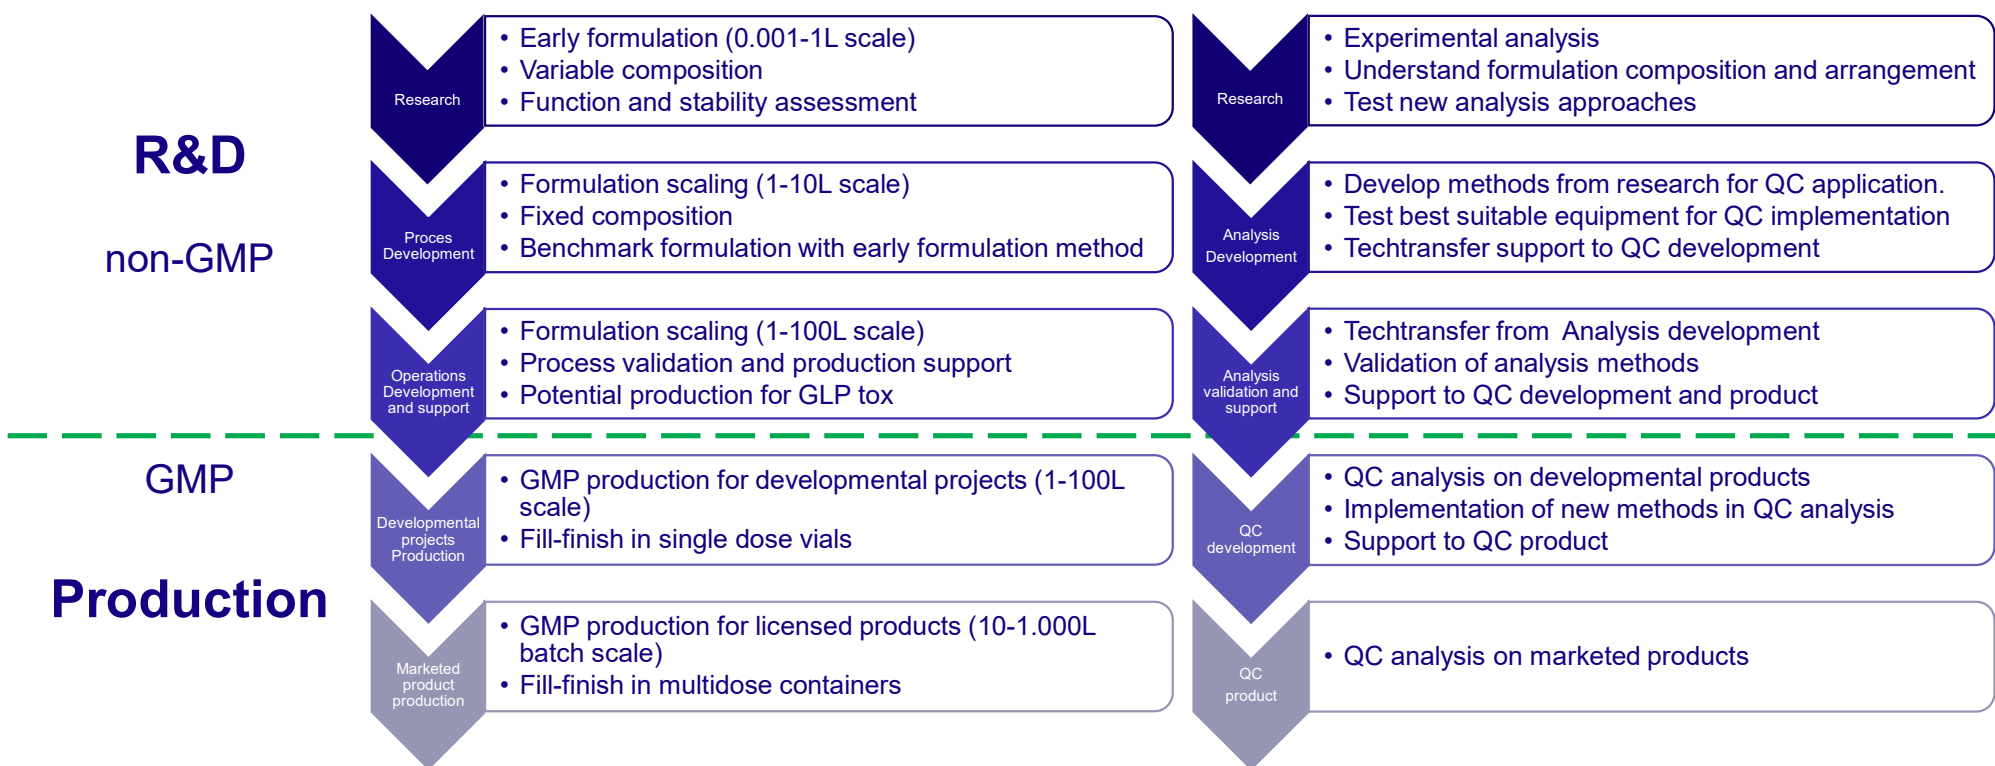 R&D
non-GMP
GMP
Production
Research
• Early formulation (0.001-1L scale)
• Variable composition
• Function and stability assessment
Proces
Development
• Formulation scaling (1-10L scale)
• Fixed composition
• Benchmark formulation with early formulation method
Operations
Development
and support
• Formulation scaling (1-100L scale)
• Process validation and production support
• Potential production for GLP tox
Developmental
projects
Production
• GMP production for developmental projects (1-100L
scale)
• Fill-finish in single dose vials
Marketed
product
production
• GMP production for licensed products (10-1.000L
batch scale)
• Fill-finish in multidose containers
Research
• Experimental analysis
• Understand formulation composition and arrangement
• Test new analysis approaches
Analysis
Development
• Develop methods from research for QC application.
• Test best suitable equipment for QC implementation
• Techtransfer support to QC development
Analysis
validation and
support
• Techtransfer from  Analysis development
• Validation of analysis methods
• Support to QC development and product
QC
development
• QC analysis on developmental products
• Implementation of new methods in QC analysis
• Support to QC product
QC
product
• QC analysis on marketed products